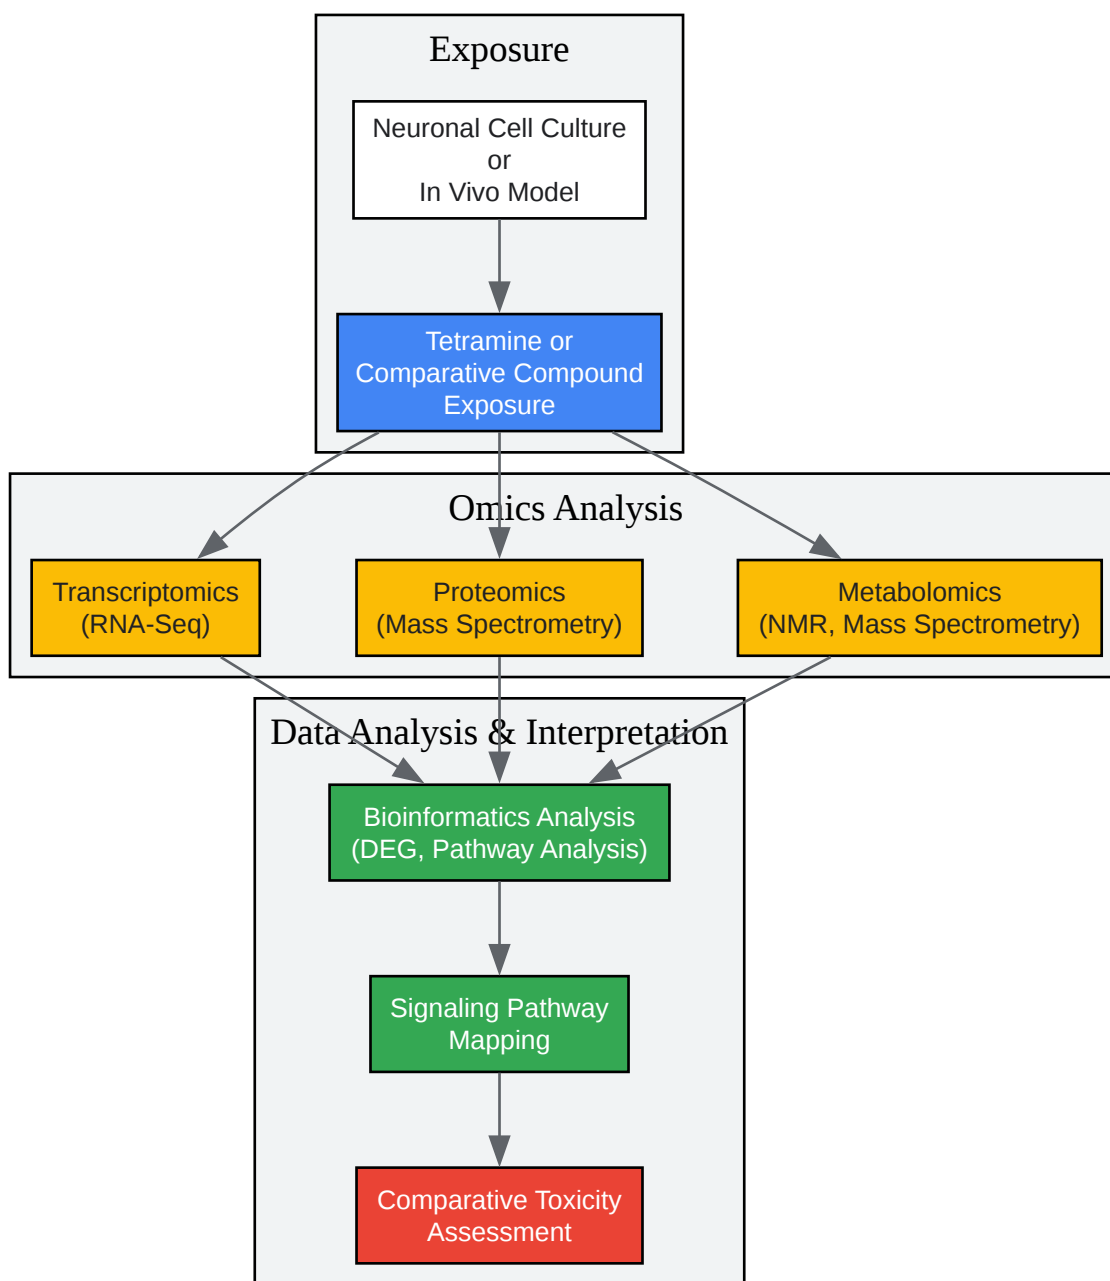 Exposure
Neuronal Cell Culture
or
In Vivo Model
Tetramine or
Comparative Compound
Exposure
Omics Analysis
Transcriptomics
(RNA-Seq)
Proteomics
(Mass Spectrometry)
Metabolomics
(NMR, Mass Spectrometry)
Data Analysis & Interpretation
Bioinformatics Analysis
(DEG, Pathway Analysis)
Signaling Pathway
Mapping
Comparative Toxicity
Assessment